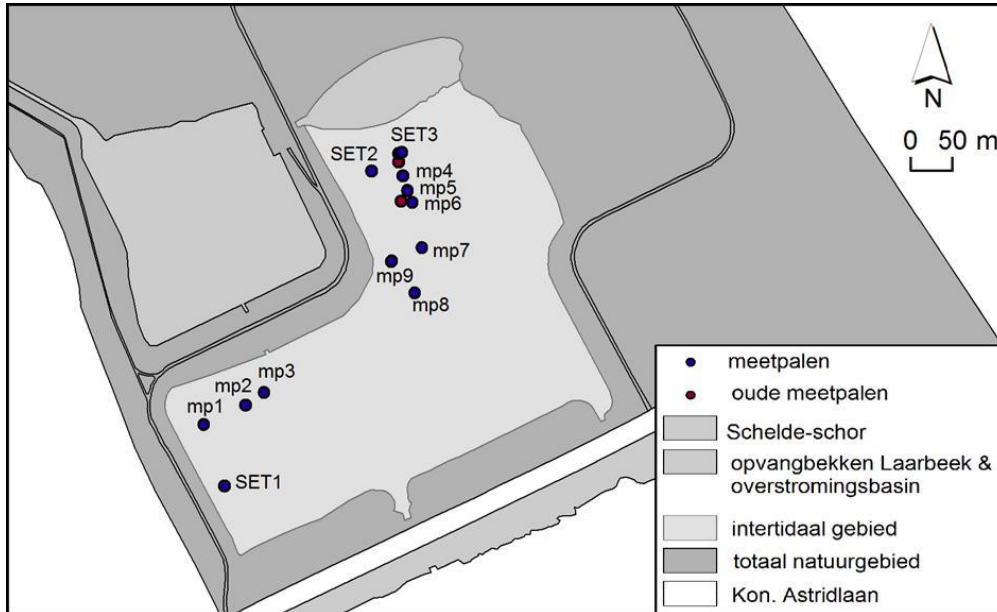 N
0 50 m
SET3
SET2
mp4
mp5
mp6
mp7
mp9
mp8
mp3
mp2
mp1
SET1
meetpalen
oude meetpalen
Schelde-schor
opvangbekken Laarbeek &
overstromingsbasin
intertidaal gebied
totaal natuurgebied
Kon. Astridlaan